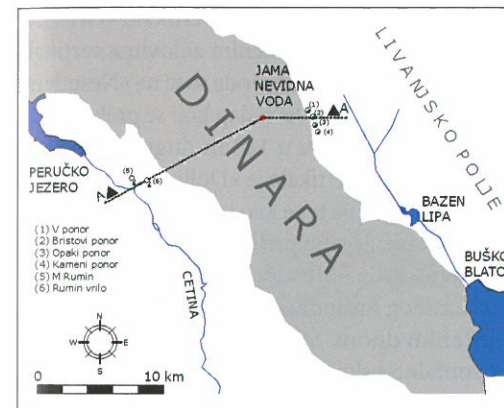 LIVANJSKO POLJE
DINARA
JAMA
NEVIDNA
VODA
(1)
(2)
(3)
(4)
A
PERUČKO
JEZERO
(5)
(6)
A
BAZEN
LIPA
BUŠKO
BLATO
CETINA
(1) V ponor
(2) Bristovi ponor
(3) Opaki ponor
(4) Kameni ponor
(5) M Rumin
(6) Rumin vrilo
N
W
E
S
0
10 km